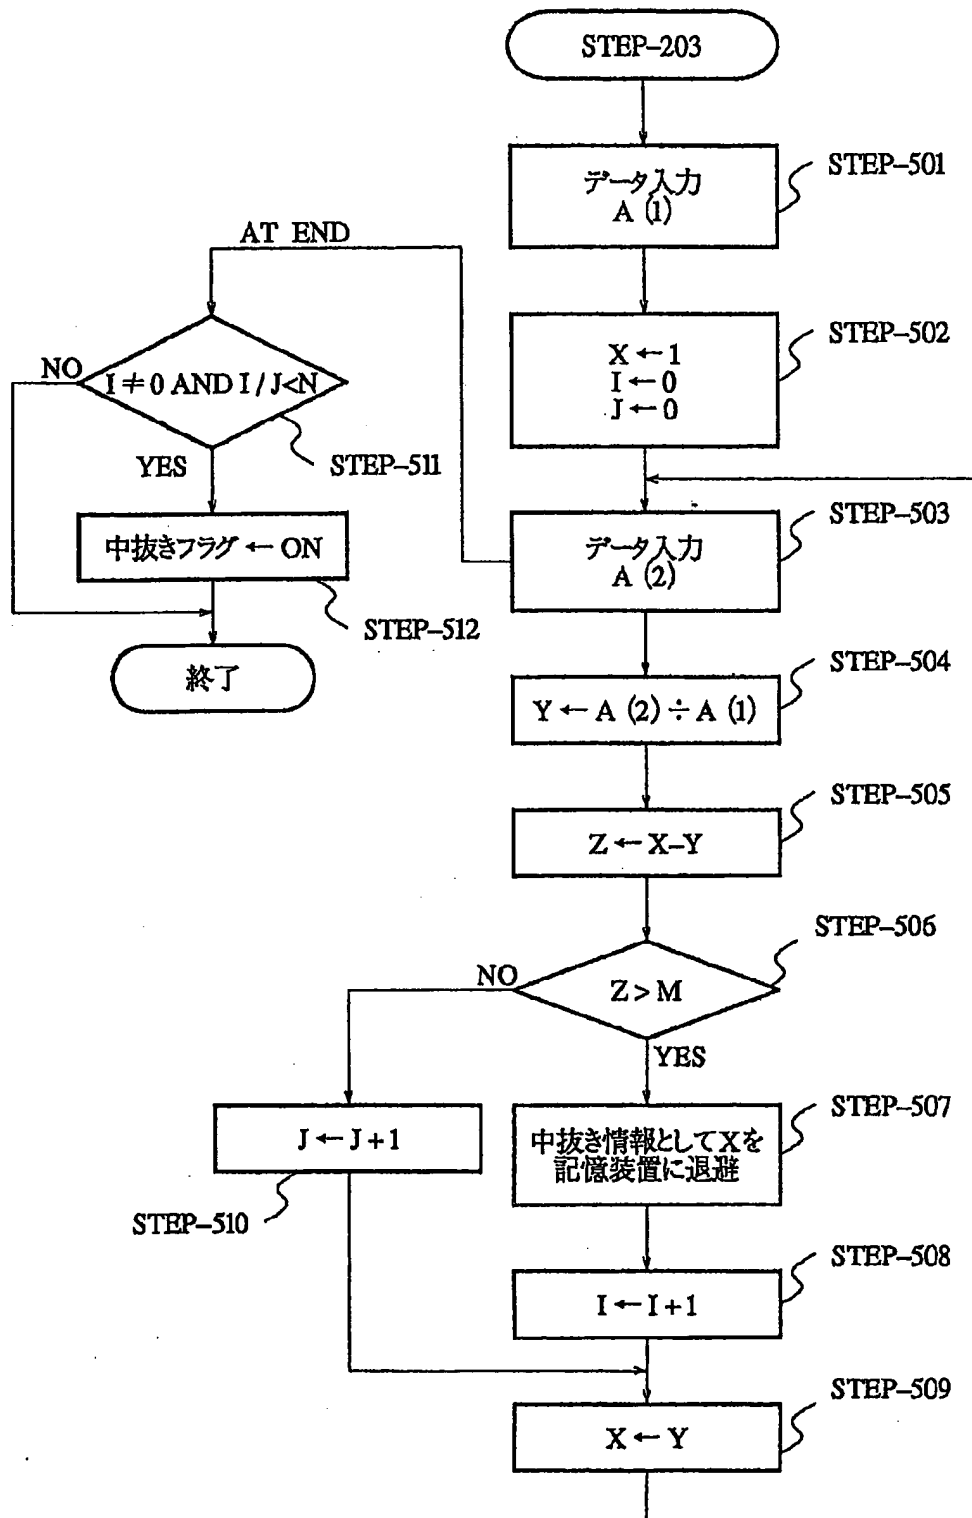 STEP–203
データ入力
A (1)
STEP–501
X ← 1
I ← 0
J ← 0
STEP–502
データ入力
A (2)
STEP–503
AT END
Y ← A (2) ÷ A (1)
STEP–504
Z ← X–Y
STEP–505
Z > M
STEP–506
NO
YES
中抜き情報としてXを
記憶装置に退避
STEP–507
I ← I+1
STEP–508
X ← Y
STEP–509
J ← J+1
STEP–510
I ≠ 0 AND I / J<N
STEP–511
NO
YES
中抜きフラグ ← ON
STEP–512
終了